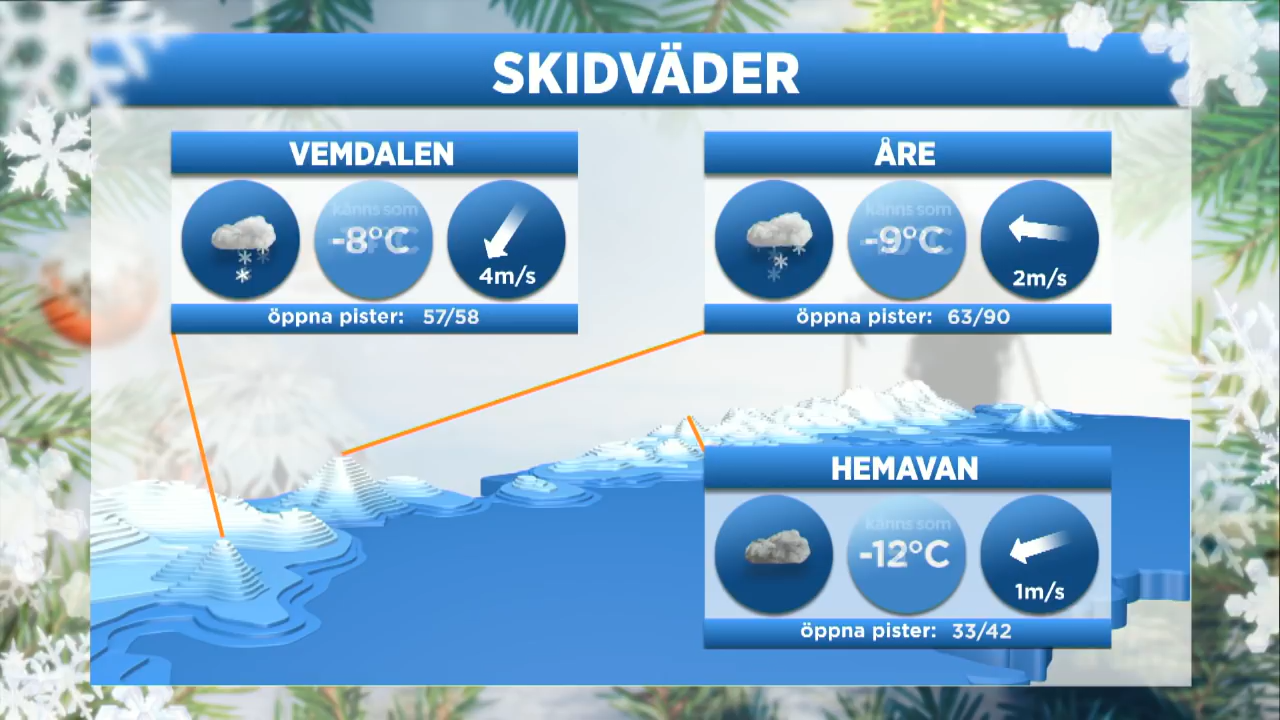 SKIDVÄDER
VEMDALEN
känns som
-8°C
4m/s
öppna pister: 57/58
ÅRE
känns som
-9°C
2m/s
öppna pister: 63/90
HEMAVAN
känns som
-12°C
1m/s
öppna pister: 33/42